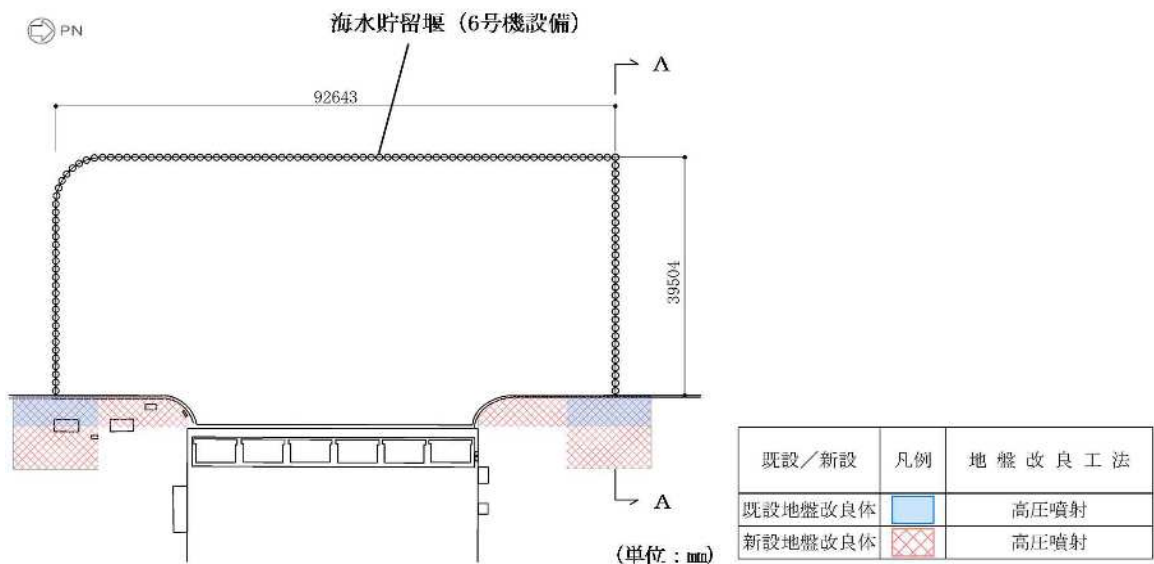 PN
海水貯留堰（6号機設備）
A
92643
39504
A
(単位：㎜)
既設／新設 凡例 地盤改良工法
既設地盤改良体 高圧噴射
新設地盤改良体 高圧噴射